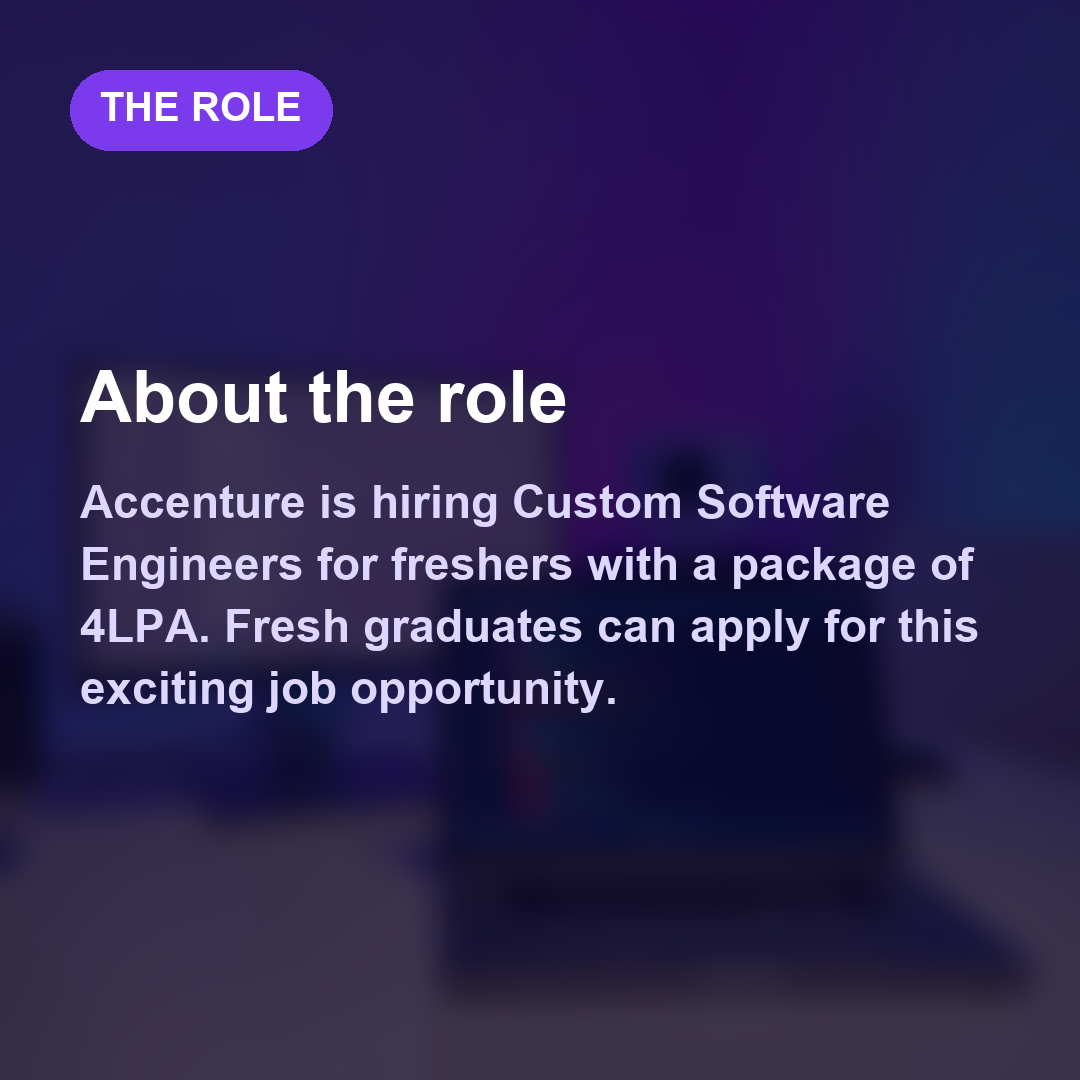 THE ROLE
About the role
Accenture is hiring Custom Software
Engineers for freshers with a package of
4LPA. Fresh graduates can apply for this
exciting job opportunity.